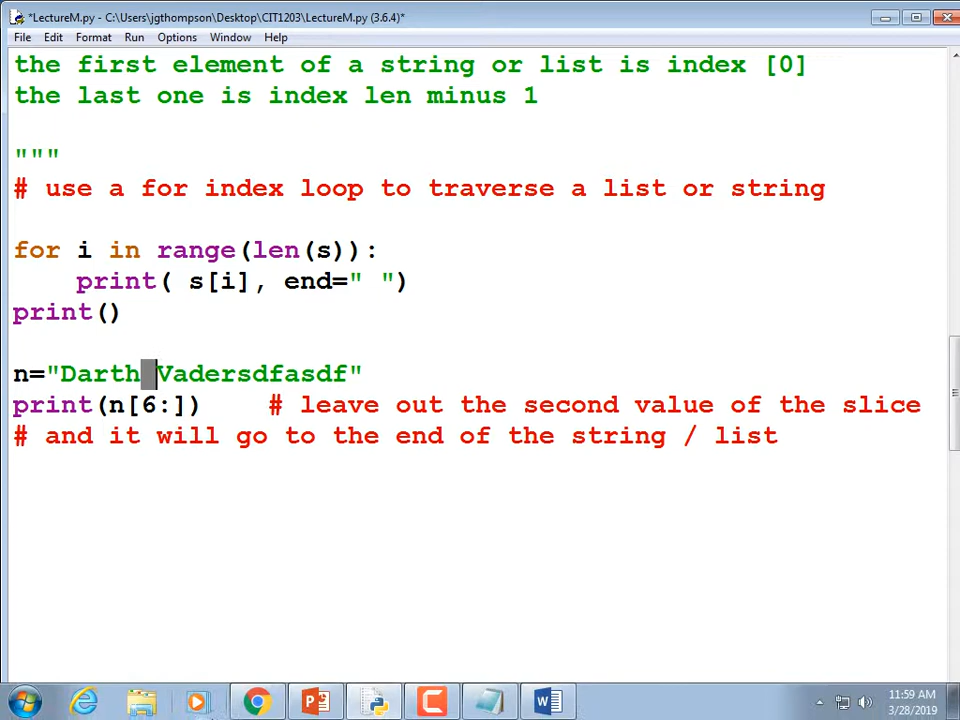 *LectureM.py - C:\Users\jgthompson\Desktop\CIT1203\LectureM.py (3.6.4)*
File Edit Format Run Options Window Help
the first element of a string or list is index [0]
the last one is index len minus 1
"""
# use a for index loop to traverse a list or string
for i in range(len(s)):
    print( s[i], end=" ")
print()
n="Darth Vadersdfasdf"
print(n[6:])    # leave out the second value of the slice
# and it will go to the end of the string / list
11:59 AM
3/28/2019